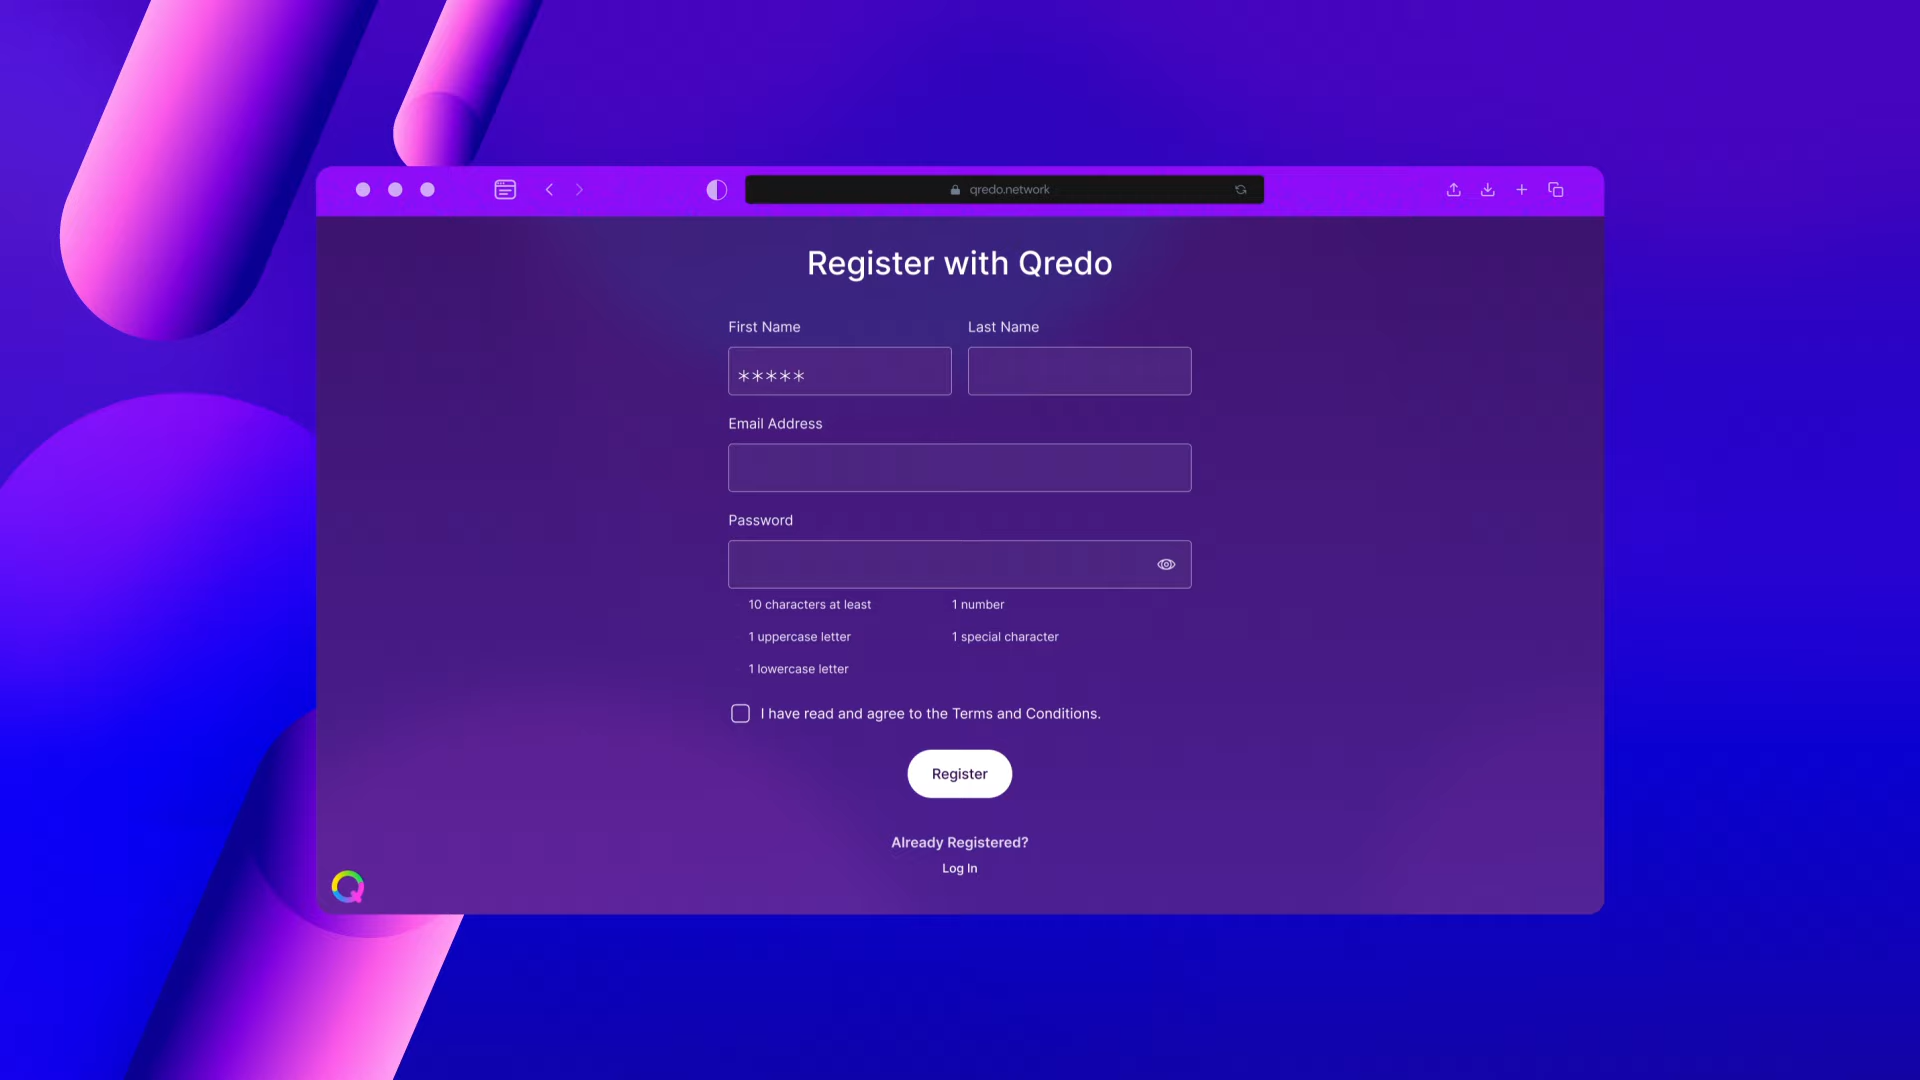 qredo.network
Register with Qredo
First Name
Last Name
*****
Email Address
Password
10 characters at least
1 number
1 uppercase letter
1 special character
1 lowercase letter
I have read and agree to the Terms and Conditions.
Register
Already Registered?
Log In